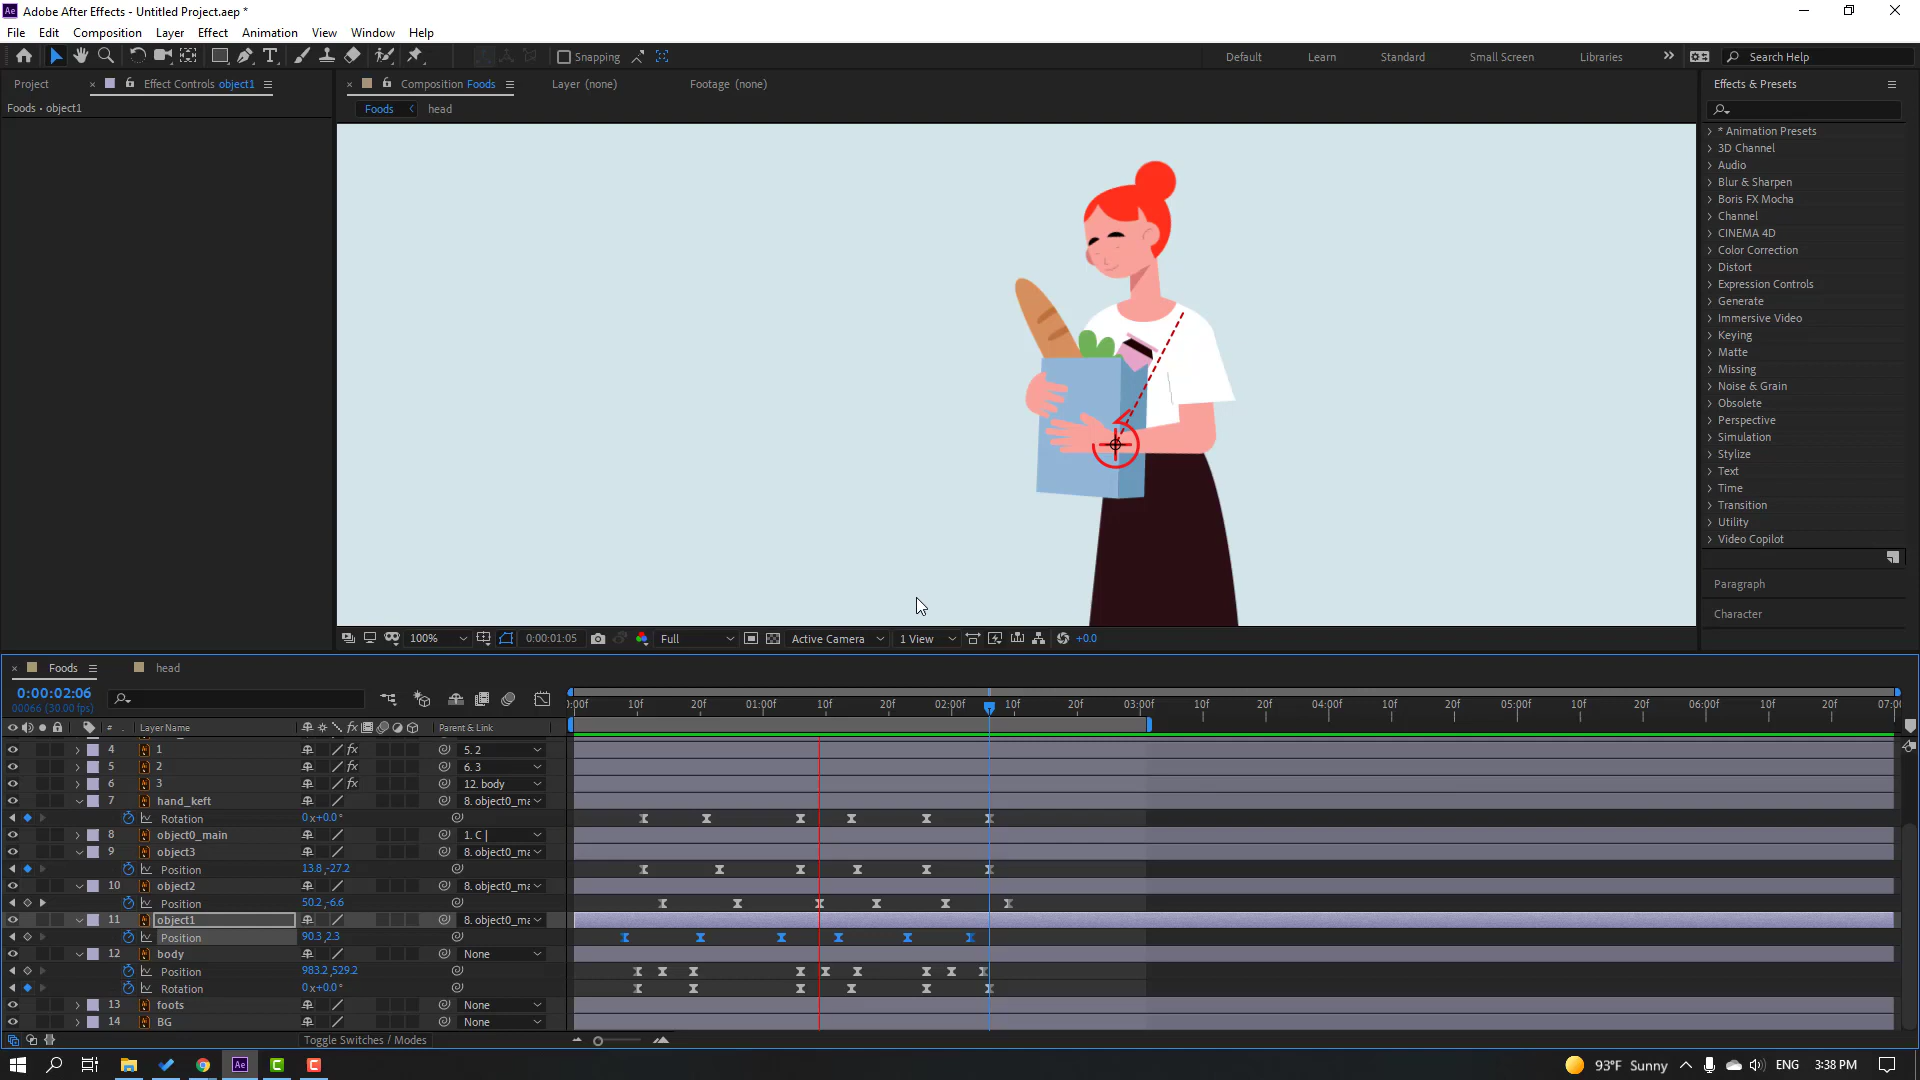 Ae Adobe After Effects - Untitled Project.aep *
File Edit Composition Layer Effect Animation View Window Help
Snapping Default Learn Standard Small Screen Libraries Search Help
Project Effect Controls object1 Composition Foods Layer (none) Footage (none) Effects & Presets
Foods • object1 Foods head
* Animation Presets
3D Channel
Audio
Blur & Sharpen
Boris FX Mocha
Channel
CINEMA 4D
Color Correction
Distort
Expression Controls
Generate
Immersive Video
Keying
Matte
Missing
Noise & Grain
Obsolete
Perspective
Simulation
Stylize
Text
Time
Transition
Utility
Video Copilot
Paragraph
Character
100% 0:00:01:05 Full Active Camera 1 View +0.0
Foods head
0:00:02:06
00066 (30.00 fps)
):00f 10f 20f 01:00f 10f 20f 02:00f 10f 20f 03:00f 10f 20f 04:00f 10f 20f 05:00f 10f 20f 06:00f 10f 20f 07:00
# . Layer Name fx Parent & Link
4 1 fx 5. 2
5 2 fx 6. 3
6 3 fx 12. body
7 hand_keft 8. object0_ma
Rotation 0x+0.0°
8 object0_main 1. C |
9 object3 8. object0_ma
Position 13.8,-27.2
10 object2 8. object0_ma
Position 50.2,-6.6
11 object1 8. object0_ma
Position 90.3,2.3
12 body None
Position 983.2,529.2
Rotation 0x+0.0°
13 foots None
14 BG None
Toggle Switches / Modes
Ae C C 93°F Sunny ENG 3:38 PM